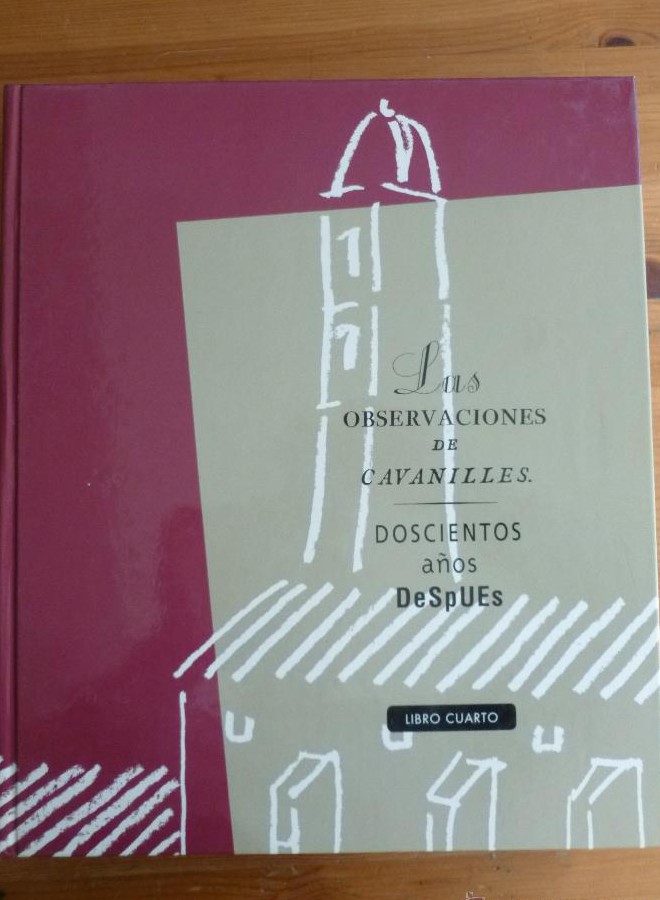 Las
OBSERVACIONES
DE
CAVANILLES.
DOSCIENTOS
años
DeSpUEs
LIBRO CUARTO